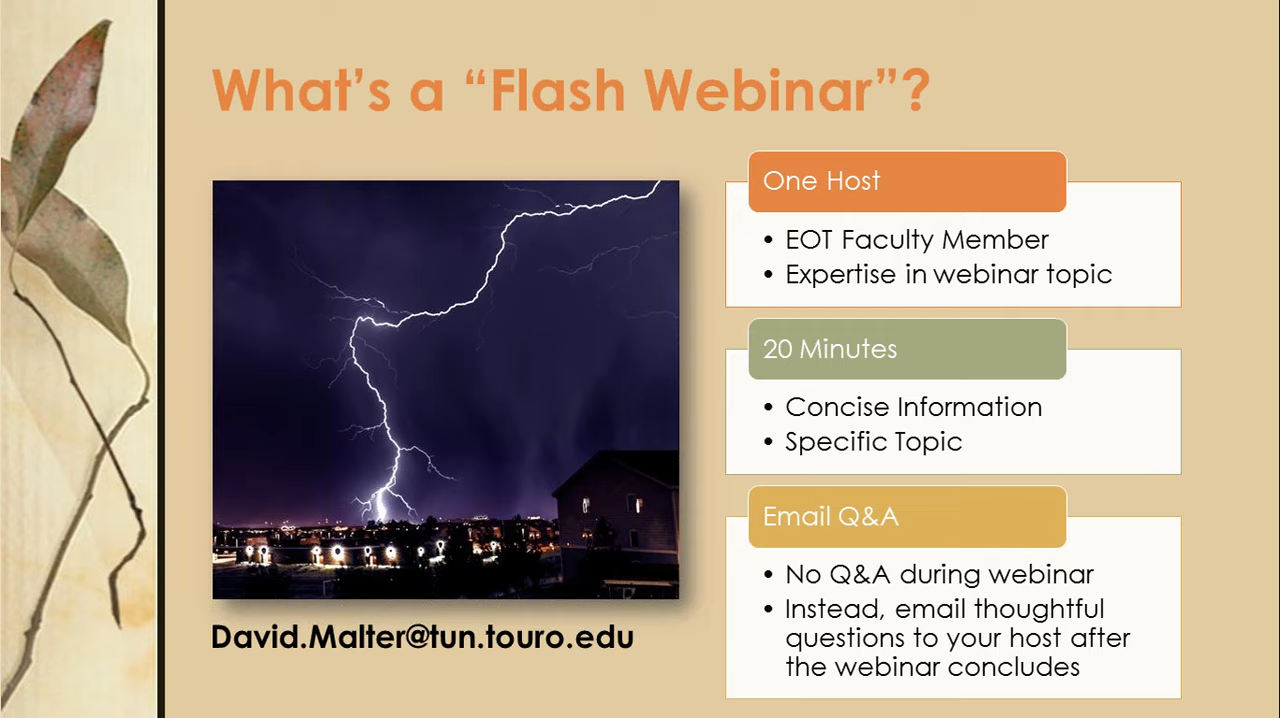 What's a “Flash Webinar”?
One Host
• EOT Faculty Member
• Expertise in webinar topic
20 Minutes
• Concise Information
• Specific Topic
Email Q&A
• No Q&A during webinar
• Instead, email thoughtful
questions to your host after
the webinar concludes
David.Malter@tun.touro.edu